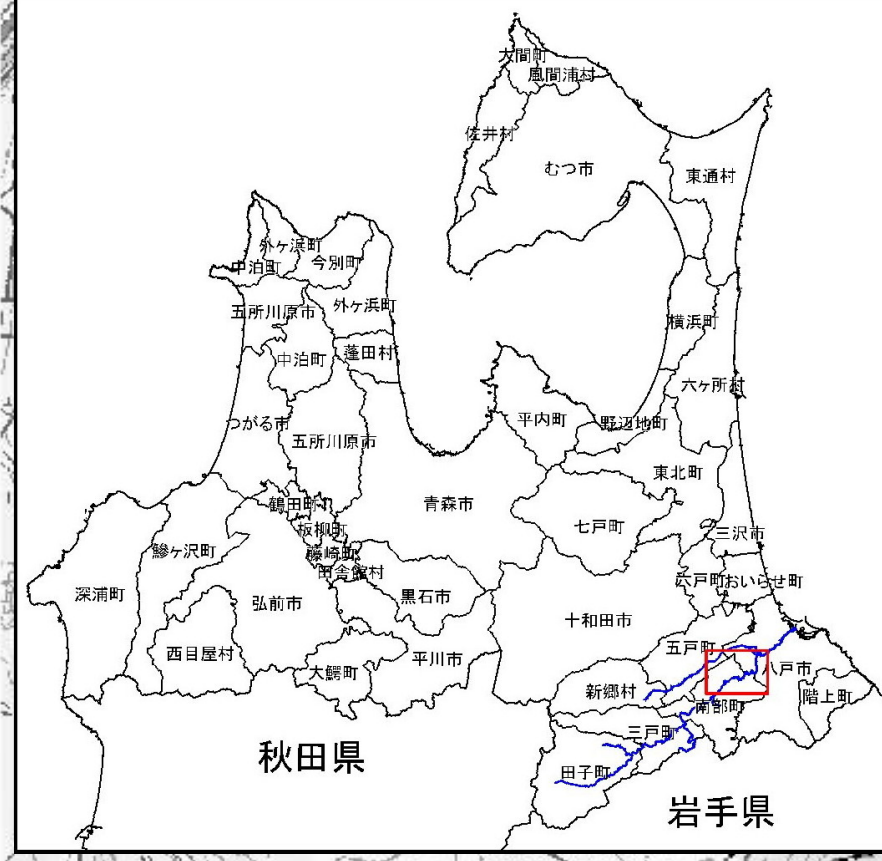 大間町
風間浦村
佐井村
むつ市
東通村
外ヶ浜町
中泊町
今別町
五所川原市
外ヶ浜町
横浜町
中泊町
蓬田村
六ヶ所村
つがる市
五所川原市
平内町
野辺地町
東北町
青森市
鶴田町
七戸町
板柳町
三沢市
鰺ヶ沢町
藤崎町
田舎館村
六戸町
おいらせ町
深浦町
弘前市
黒石市
十和田市
西目屋村
大鰐町
平川市
五戸町
八戸市
新郷村
階上町
南部町
三戸町
田子町
秋田県
岩手県